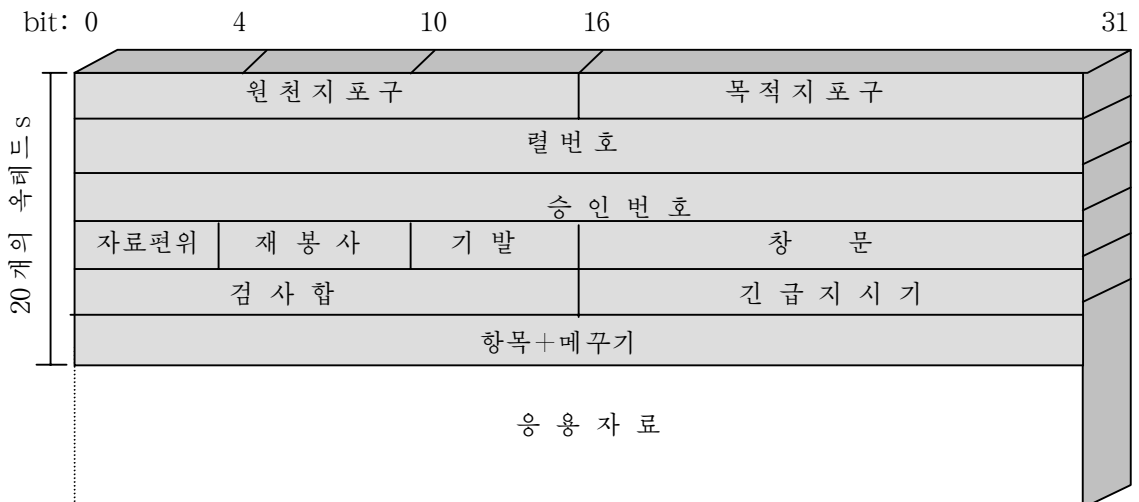 bit: 0 4 10 16 31
원천지포구 목적지포구
렬번호
승인번호
자료편위 재봉사 기발 창문
검사합 긴급지시기
항목+메꾸기
응용자료
20개의 옥테트s